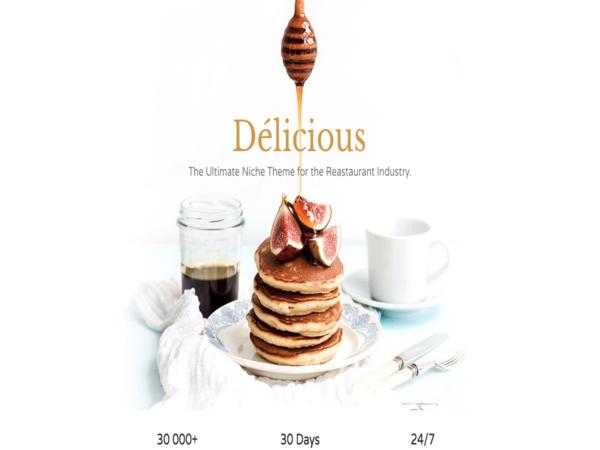 Délicious
The Ultimate Niche Theme for the Reastaurant Industry.
30 000+
30 Days
24/7